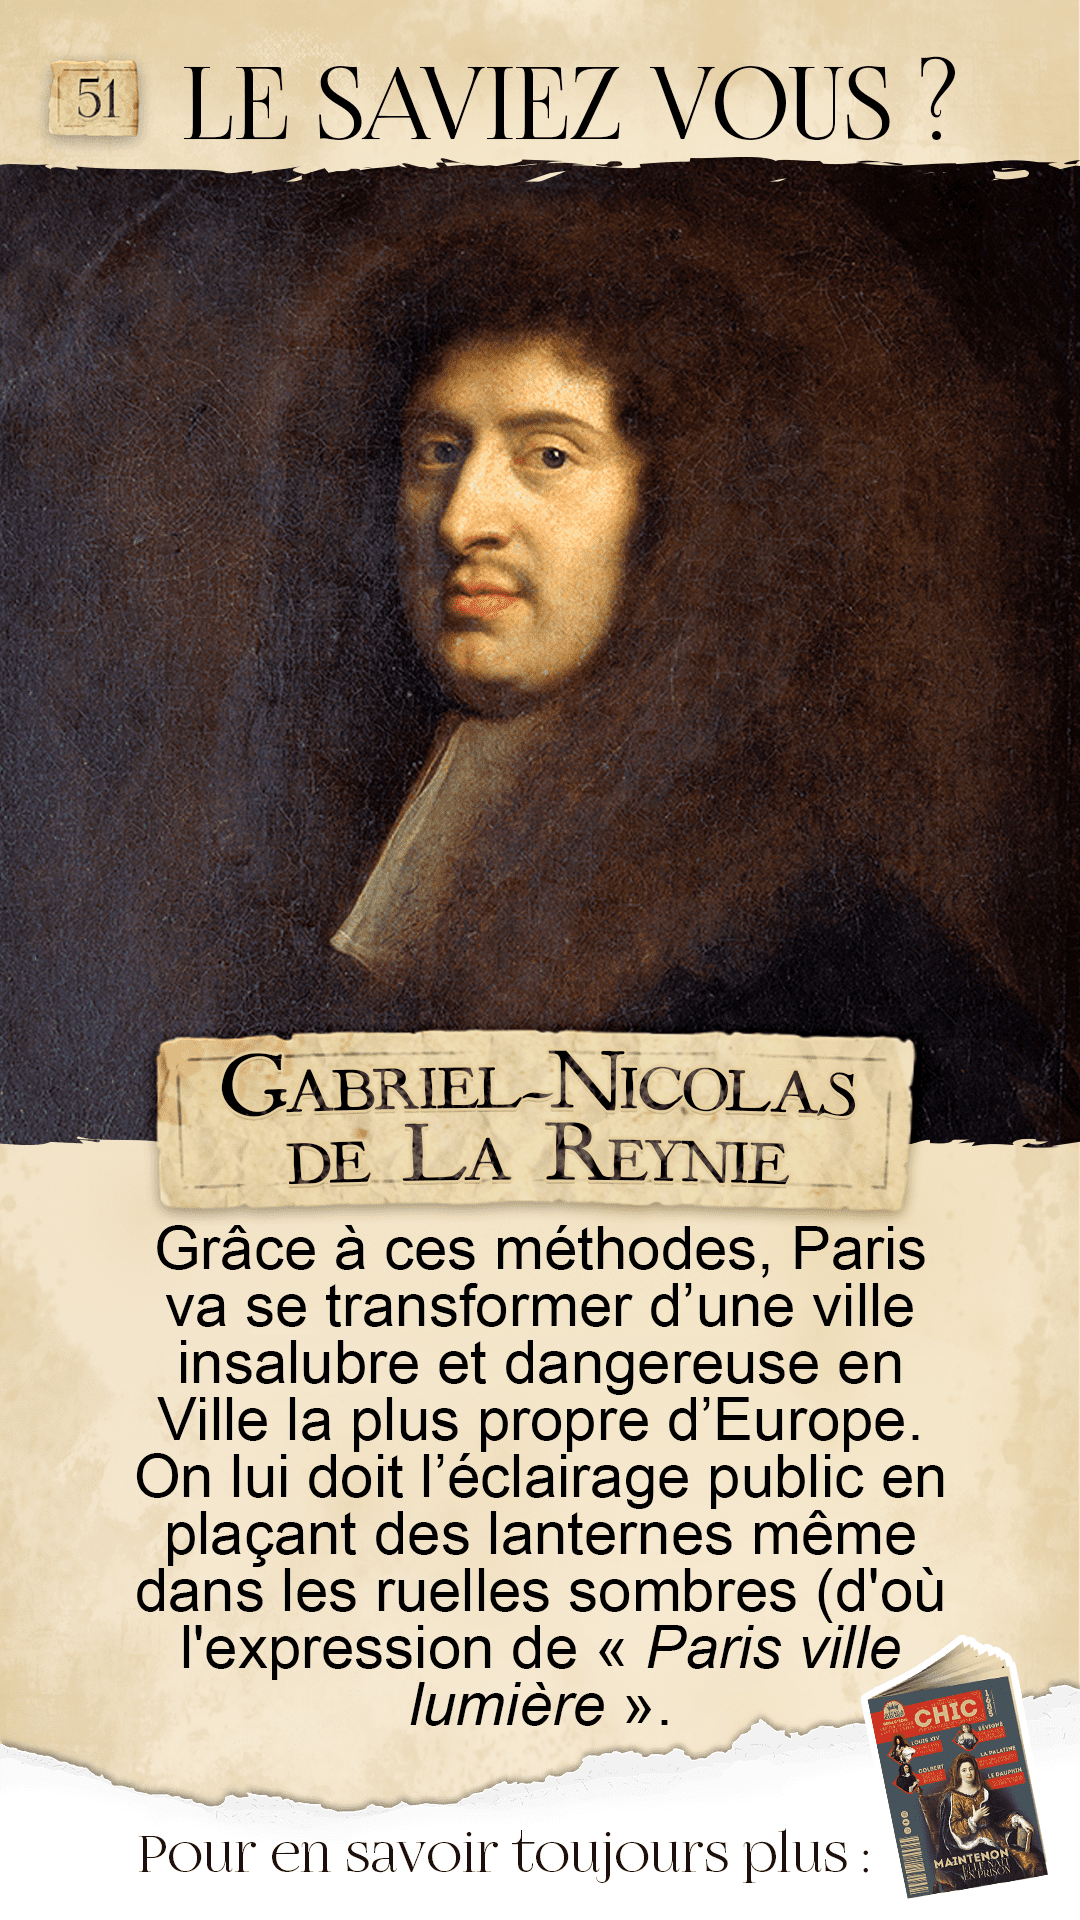 51
LE SAVIEZ VOUS ?
GABRIEL-NICOLAS
DE LA REYNIE
Grâce à ces méthodes, Paris
va se transformer d’une ville
insalubre et dangereuse en
Ville la plus propre d’Europe.
On lui doit l’éclairage public en
plaçant des lanternes même
dans les ruelles sombres (d'où
l'expression de « Paris ville
lumière ».
CHIC
LOUIS XIV
SÉVIGNÉ
COLBERT
LA PALATINE
LE DAUPHIN
MAINTENON
EN PRISON
Pour en savoir toujours plus :